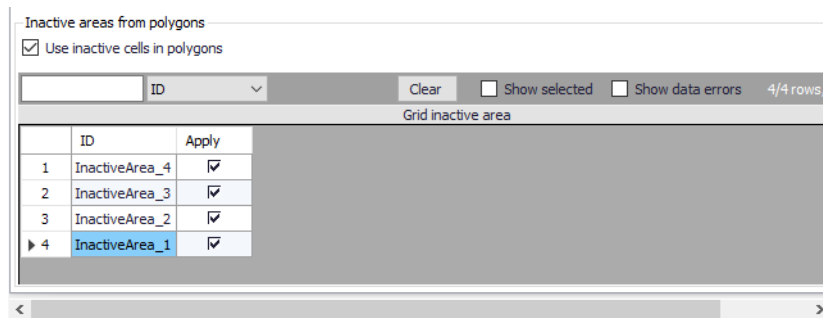 Inactive areas from polygons
Use inactive cells in polygons
ID Clear Show selected Show data errors 4/4 rows
Grid inactive area
ID Apply
1 InactiveArea_4
2 InactiveArea_3
3 InactiveArea_2
4 InactiveArea_1